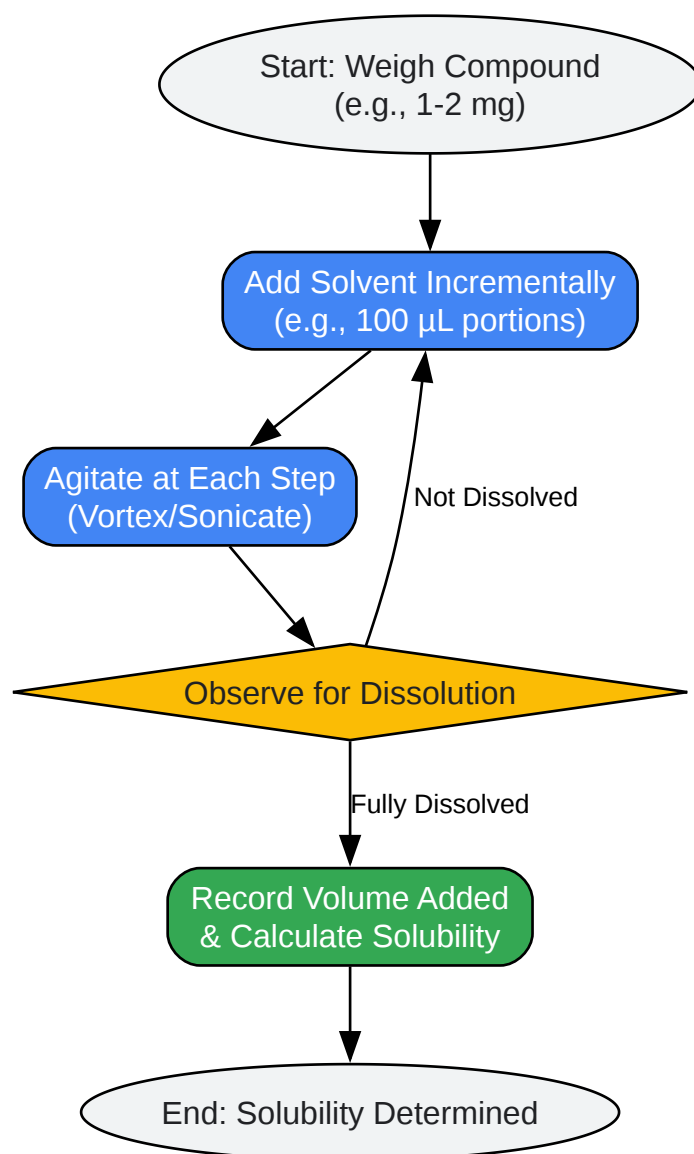 Start: Weigh Compound
(e.g., 1-2 mg)
Add Solvent Incrementally
(e.g., 100 µL portions)
Agitate at Each Step
(Vortex/Sonicate)
Not Dissolved
Observe for Dissolution
Fully Dissolved
Record Volume Added
& Calculate Solubility
End: Solubility Determined